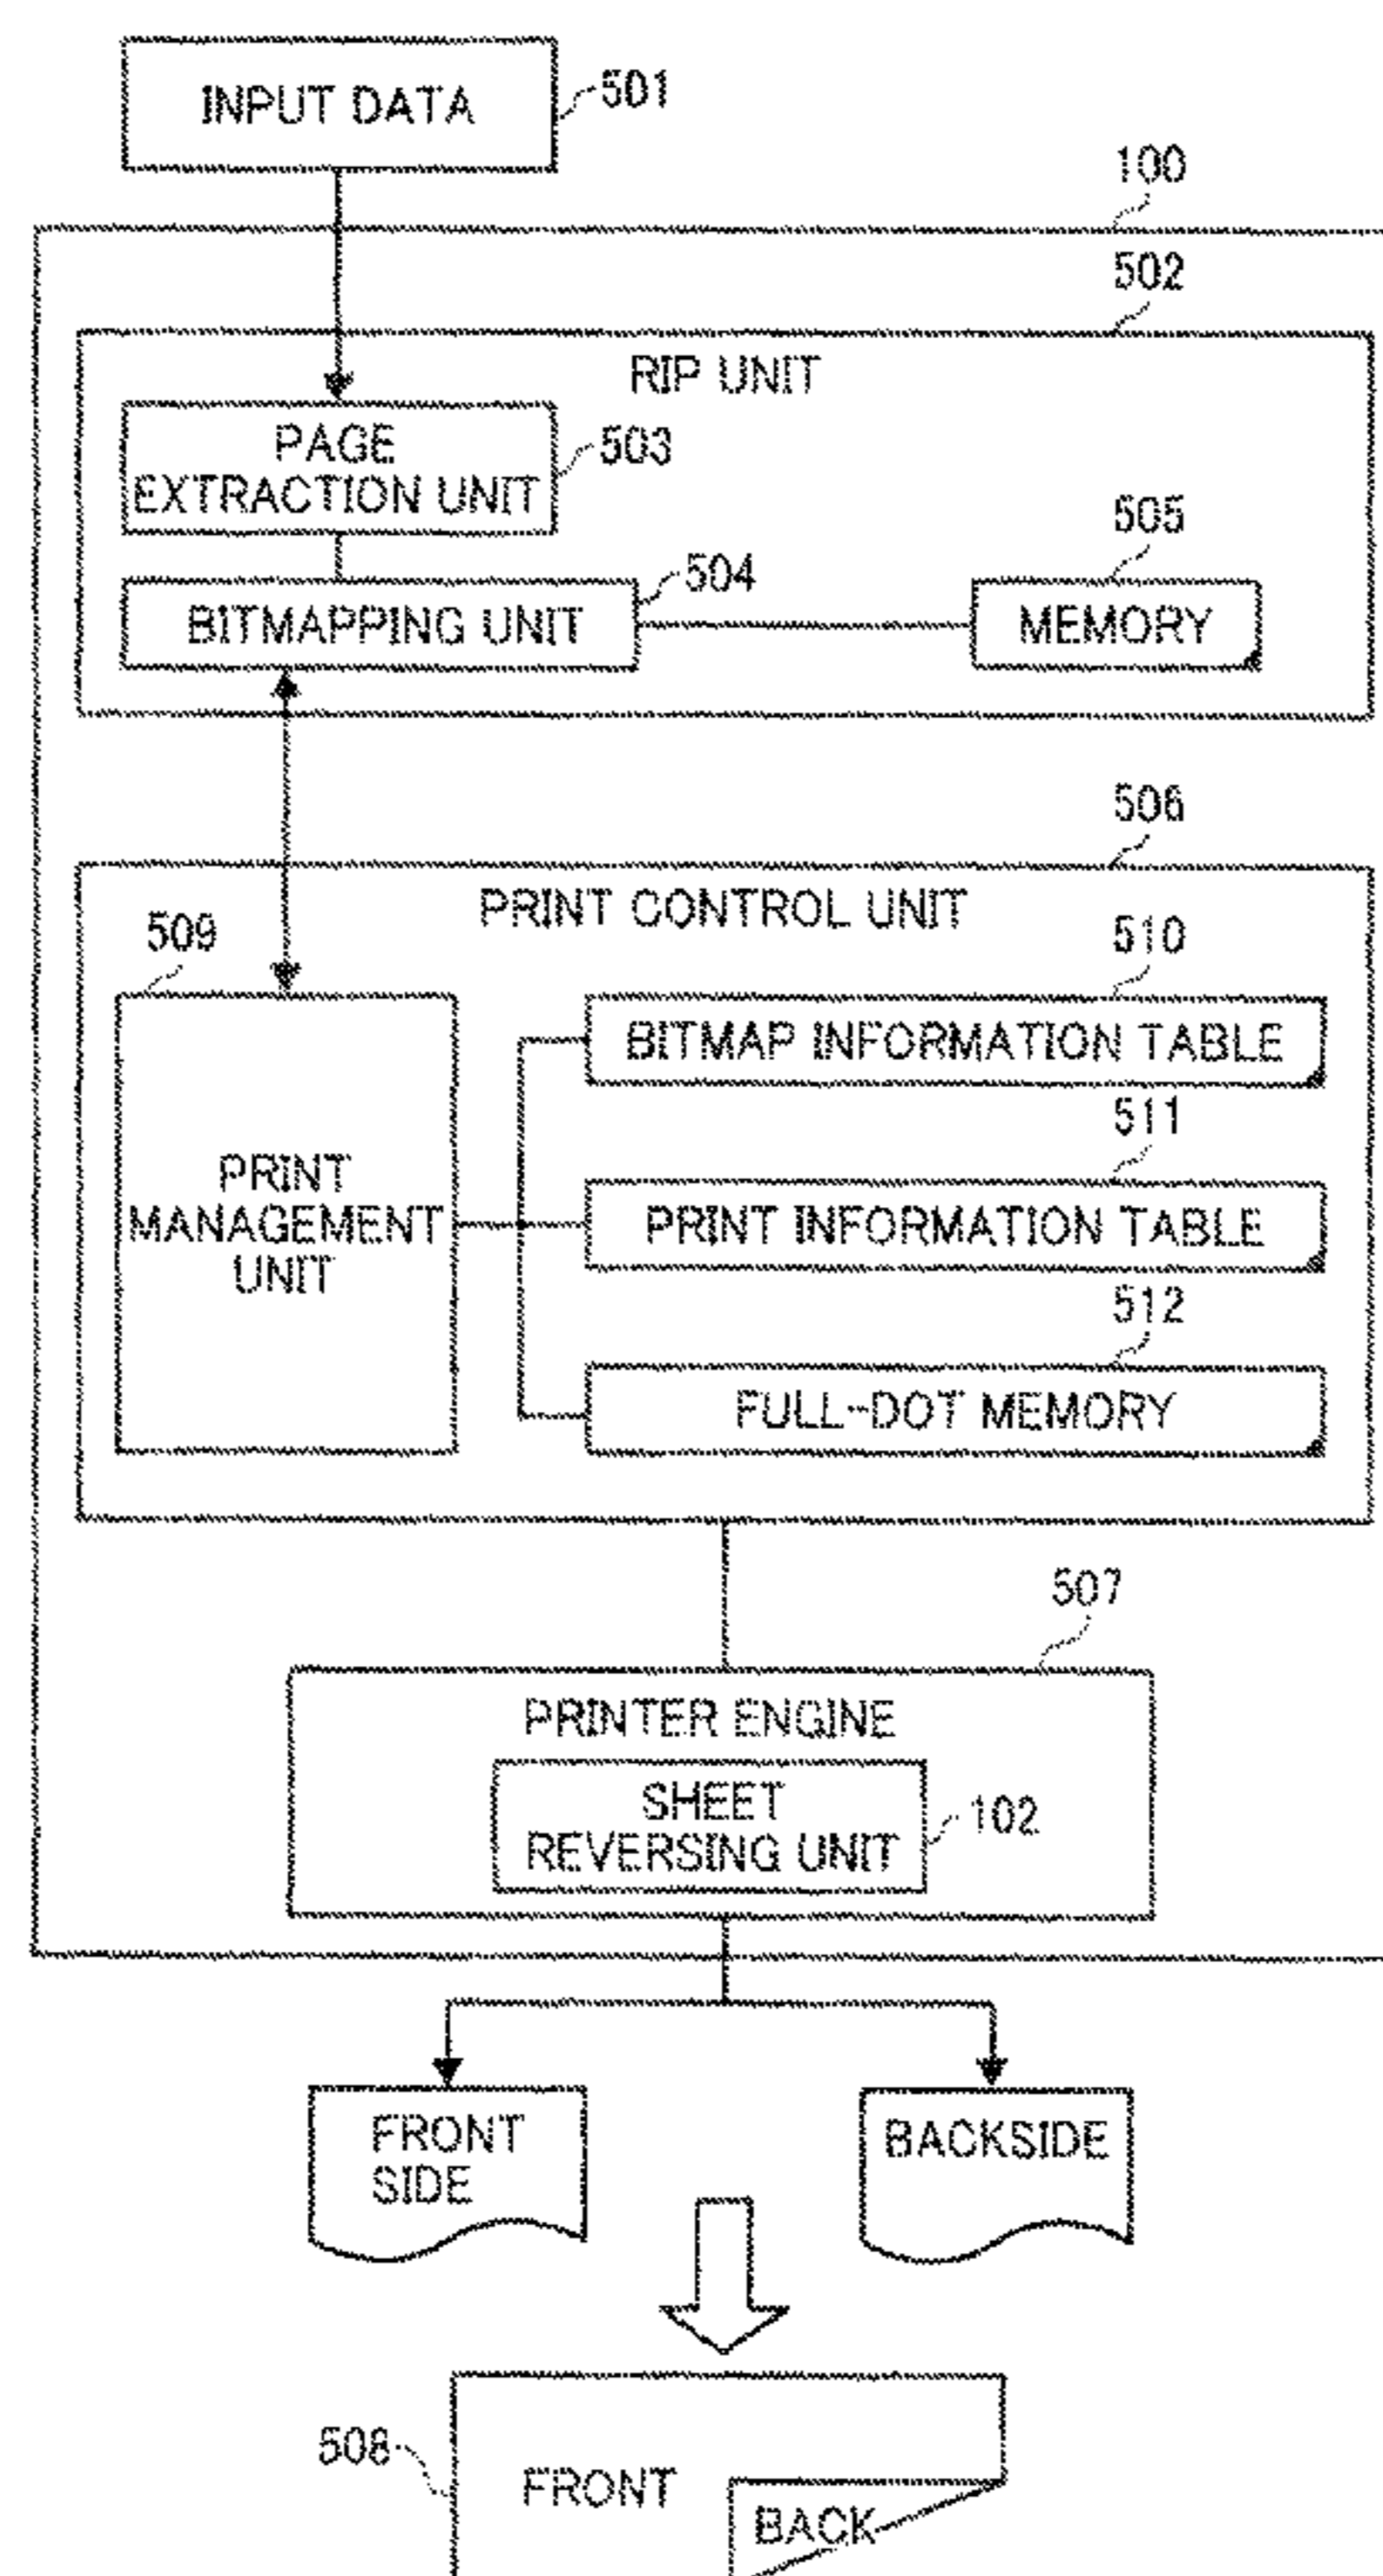 INPUT DATA
501
100
502
RIP UNIT
PAGE
EXTRACTION UNIT
503
504
505
BITMAPPING UNIT
MEMORY
506
PRINT CONTROL UNIT
509
510
BITMAP INFORMATION TABLE
511
PRINT
MANAGEMENT
UNIT
PRINT INFORMATION TABLE
512
FULL-DOT MEMORY
507
PRINTER ENGINE
SHEET
REVERSING UNIT
102
FRONT
SIDE
BACKSIDE
508
FRONT
BACK